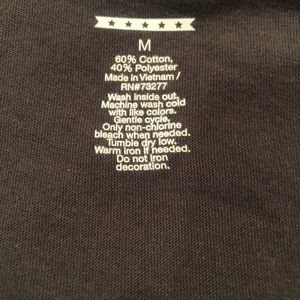 M
60% Cotton,
40% Polyester
Made in Vietnam /
RN#73277
Wash inside out.
Machine wash cold
with like colors.
Gentle cycle.
Only non-chlorine
bleach when needed.
Tumble dry low.
Warm iron if needed.
Do not iron
decoration.